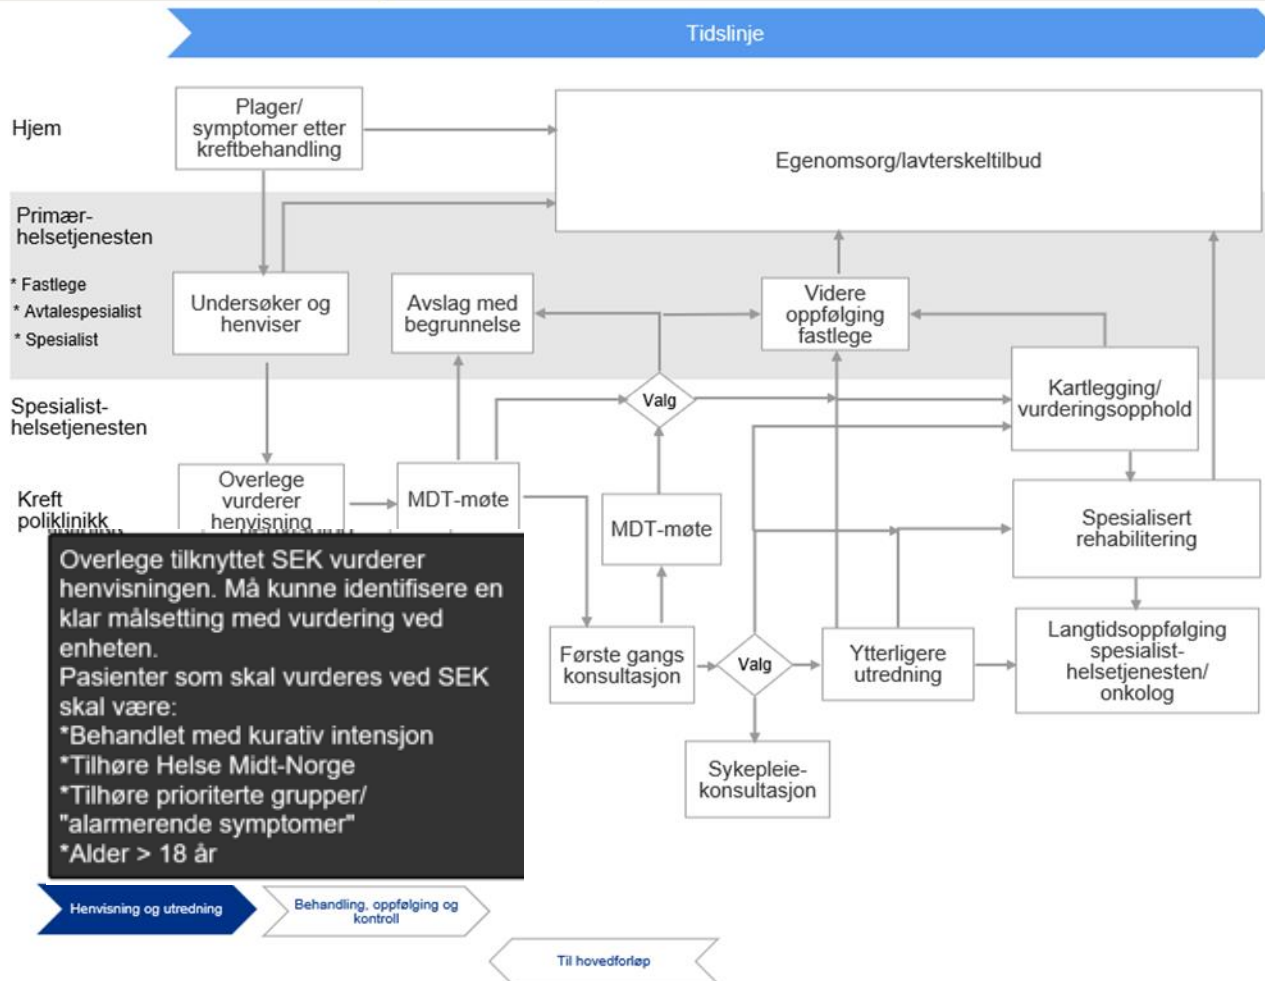 Tidslinje
Hjem
Plager/
symptomer etter
kreftbehandling
Egenomsorg/lavterskeltilbud
Primær-
helsetjenesten
* Fastlege
* Avtalespesialist
* Spesialist
Undersøker og
henviser
Avslag med
begrunnelse
Videre
oppfølging
fastlege
Spesialist-
helsetjenesten
Valg
Kartlegging/
vurderingsopphold
Kreft
poliklinikk
Overlege
vurderer
henvisning
MDT-møte
MDT-møte
Spesialisert
rehabilitering
Første gangs
konsultasjon
Valg
Ytterligere
utredning
Langtidsoppfølging
spesialist-
helsetjenesten/
onkolog
Sykepleie-
konsultasjon
Overlege tilknyttet SEK vurderer
henvisningen. Må kunne identifisere en
klar målsetting med vurdering ved
enheten.
Pasienter som skal vurderes ved SEK
skal være:
*Behandlet med kurativ intensjon
*Tilhøre Helse Midt-Norge
*Tilhøre prioriterte grupper/
"alarmerende symptomer"
*Alder > 18 år
Henvisning og utredning
Behandling, oppfølging og
kontroll
Til hovedforløp